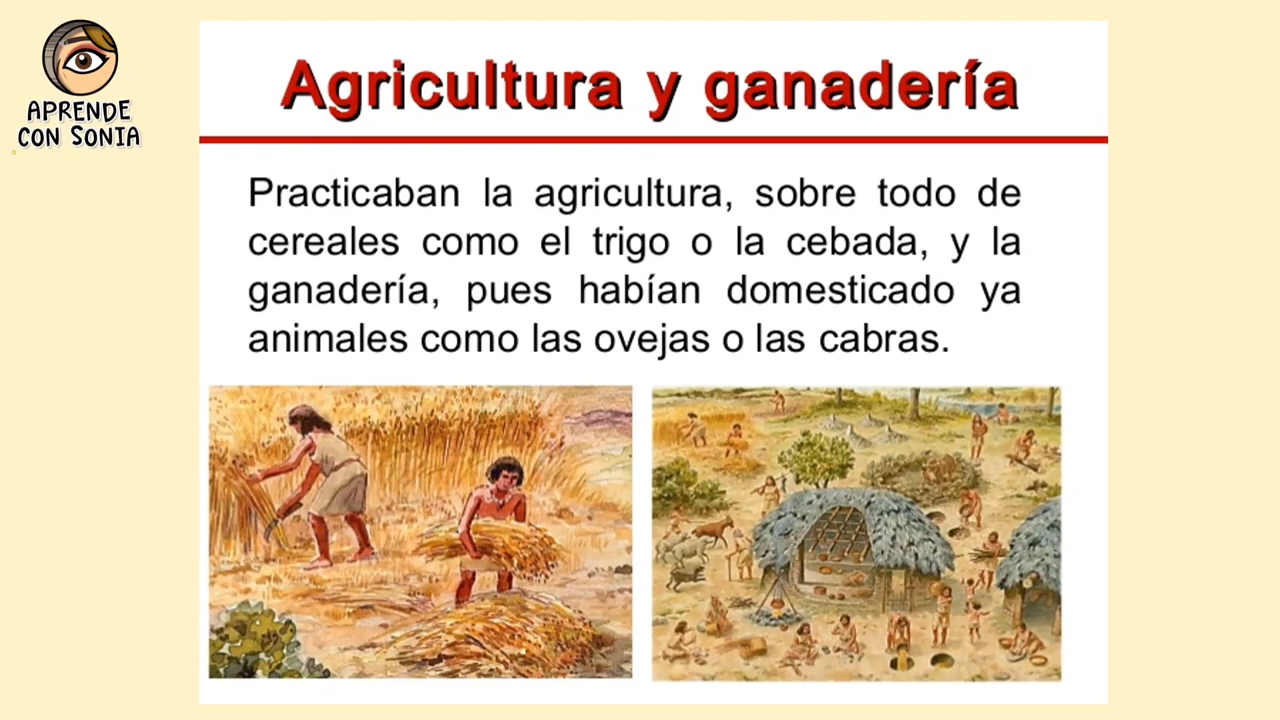 APRENDE
CON SONIA
Agricultura y ganadería
Practicaban la agricultura, sobre todo de
cereales como el trigo o la cebada, y la
ganadería, pues habían domesticado ya
animales como las ovejas o las cabras.